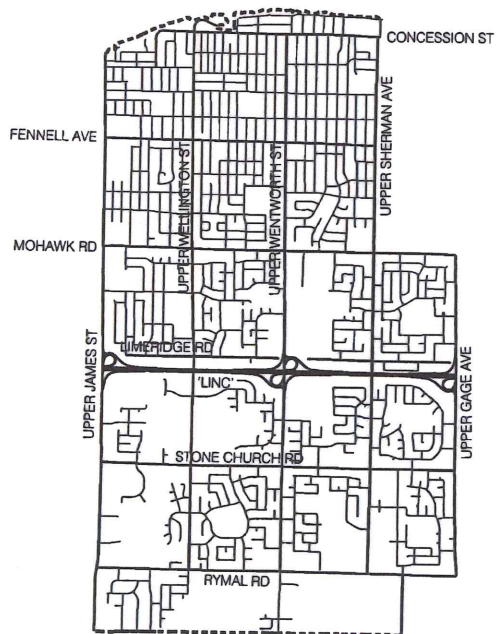 CONCESSION ST
UPPER SHERMAN AVE
FENNELL AVE
UPPER WELLINGTON ST
UPPER WENTWORTH ST
MOHAWK RD
LIMERIDGE RD
UPPER JAMES ST
'LINC'
UPPER GAGE AVE
STONE CHURCH RD
RYMAL RD